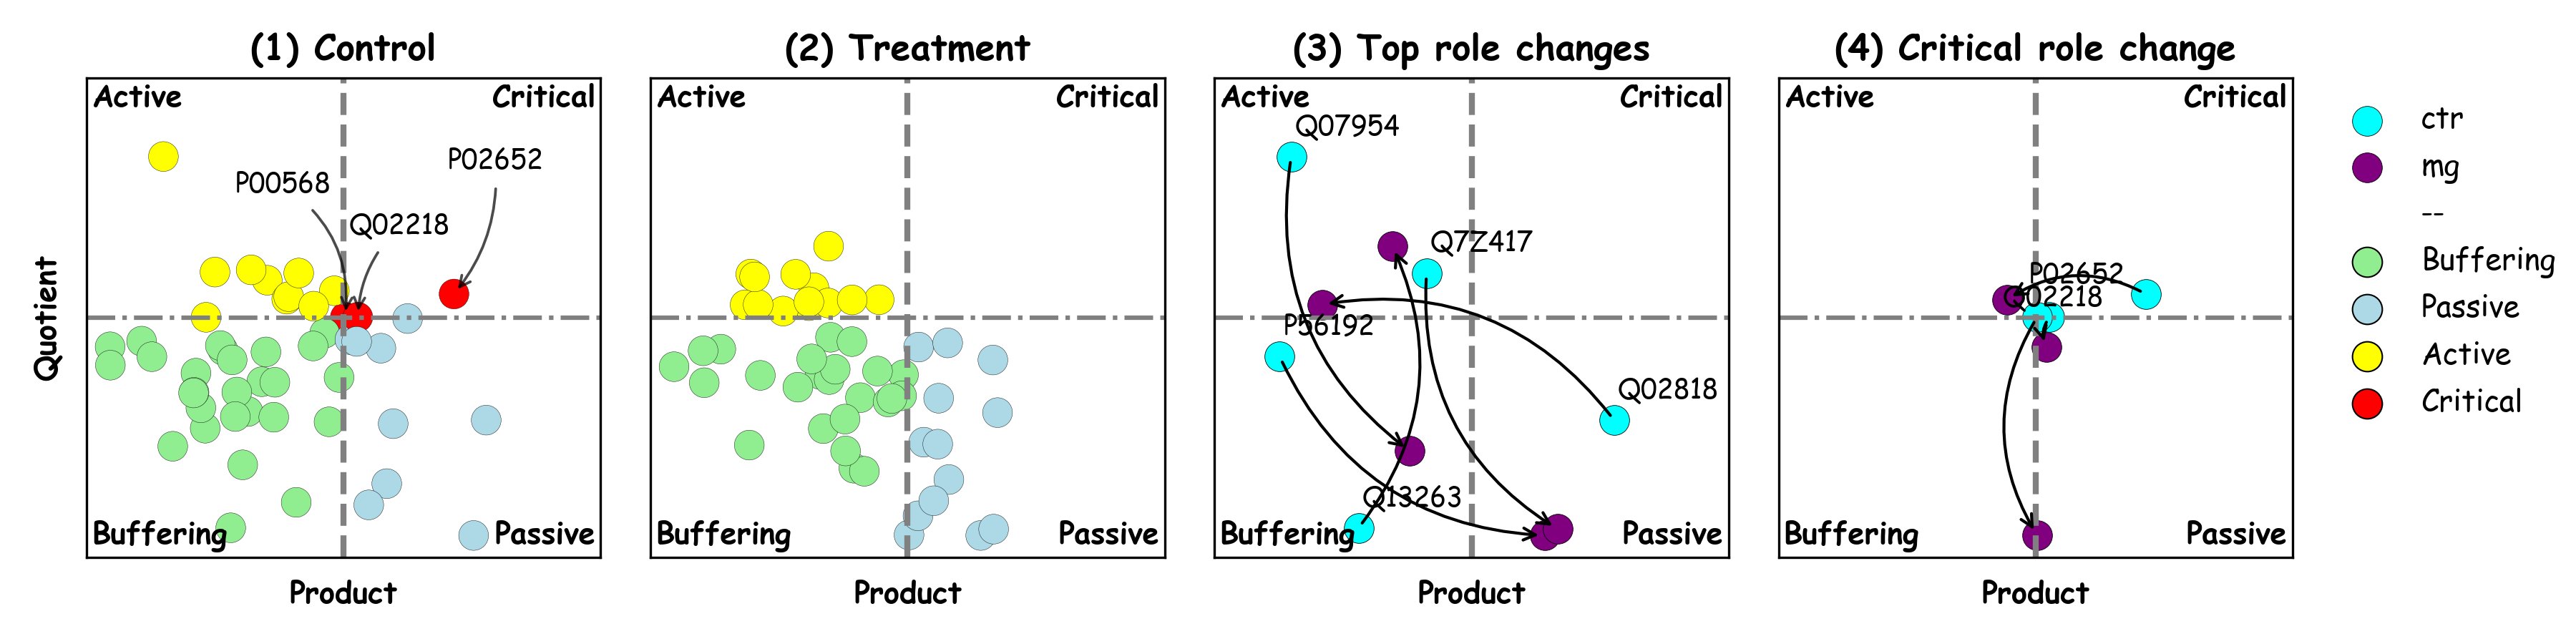 (1) Control
(2) Treatment
(3) Top role changes
(4) Critical role change
Quotient
Active
Critical
P00568
Q02218
P02652
Buffering
Passive
Product
Active
Critical
Buffering
Passive
Product
Active
Critical
Q07954
Q7Z417
P56192
Q02818
Q13263
Buffering
Passive
Product
Active
Critical
P02652
Q02218
Buffering
Passive
Product
ctr
mg
--
Buffering
Passive
Active
Critical